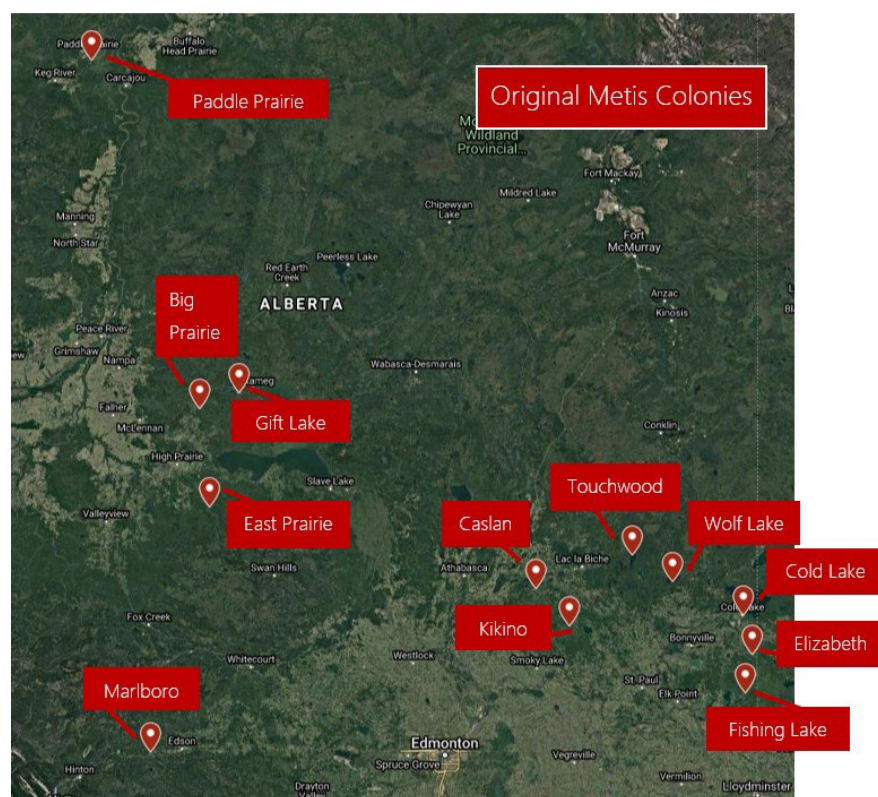 Paddle Prairie
Buffalo
Head Prairie
Keg River
Carcajou
Paddle Prairie
Original Metis Colonies
Wildland
Provincial...
Fort Mackay
Mildred Lake
Chipewyan
Lake
Manning
North Star
Fort
McMurray
Peerless Lake
Red Earth
Creek
Big
Prairie
ALBERTA
Anzac
Kinosis
Peace River
Grimshaw
Nampa
Wabasca-Desmarais
Gift Lake
Falher
McLennan
Conklin
High Prairie
Slave Lake
Touchwood
East Prairie
Valleyview
Caslan
Wolf Lake
Lac la Biche
Swan Hills
Athabasca
Cold Lake
Kikino
Fox Creek
Bonnyville
Elizabeth
Whitecourt
Westlock
Smoky Lake
Marlboro
St. Paul
Elk Point
Fishing Lake
Edson
Edmonton
Hinton
Spruce Grove
Vegreville
Vermilion
Drayton
Valley
Lloydminster